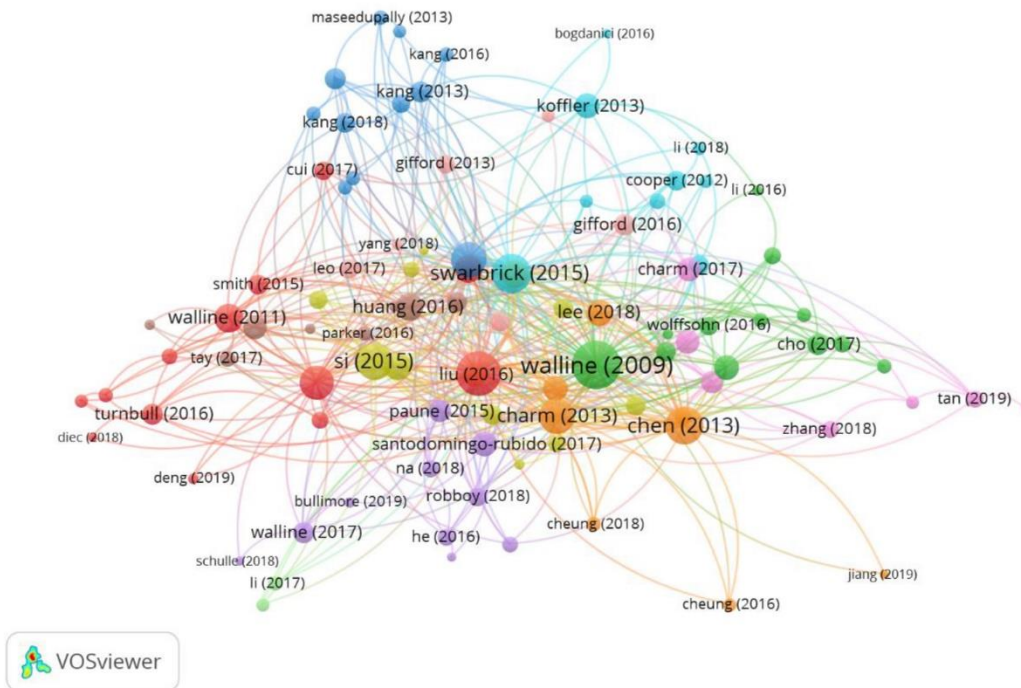 maseedupally (2013)
bogdanici (2016)
kang (2016)
kang (2013)
koffler (2013)
kang (2018)
li (2018)
cui (2017)
gifford (2013)
cooper (2012)
li (2016)
gifford (2016)
yang (2018)
leo (2017)
swarbrick (2015)
charm (2017)
smith (2015)
huang (2016)
lee (2018)
walline (2011)
wolffsohn (2016)
parker (2016)
cho (2017)
tay (2017)
si (2015)
walline (2009)
liu (2016)
tan (2019)
turnbull (2016)
paune (2015)
charm (2013)
chen (2013)
zhang (2018)
diec (2018)
santodomingo-rubido (2017)
na (2018)
deng (2019)
robboy (2018)
bullimore (2019)
cheung (2018)
walline (2017)
he (2016)
schulle (2018)
jiang (2019)
li (2017)
cheung (2016)
VOSviewer